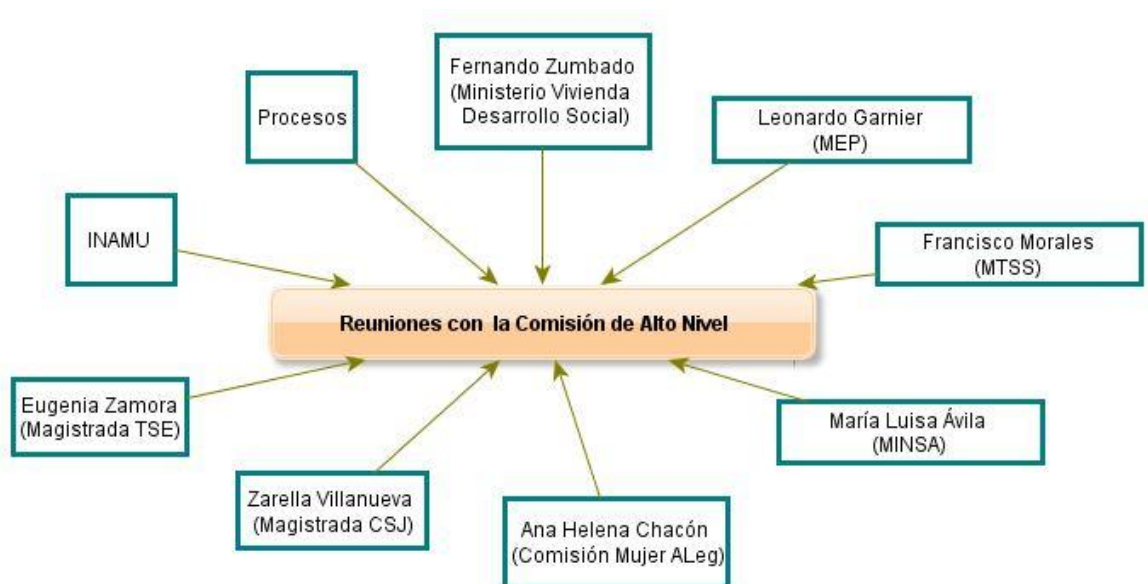 Fernando Zumbado
(Ministerio Vivienda
Desarrollo Social)
Procesos
Leonardo Garnier
(MEP)
INAMU
Francisco Morales
(MTSS)
Reuniones con la Comisión de Alto Nivel
Eugenia Zamora
(Magistrada TSE)
María Luisa Ávila
(MINSA)
Zarella Villanueva
(Magistrada CSJ)
Ana Helena Chacón
(Comisión Mujer ALeg)